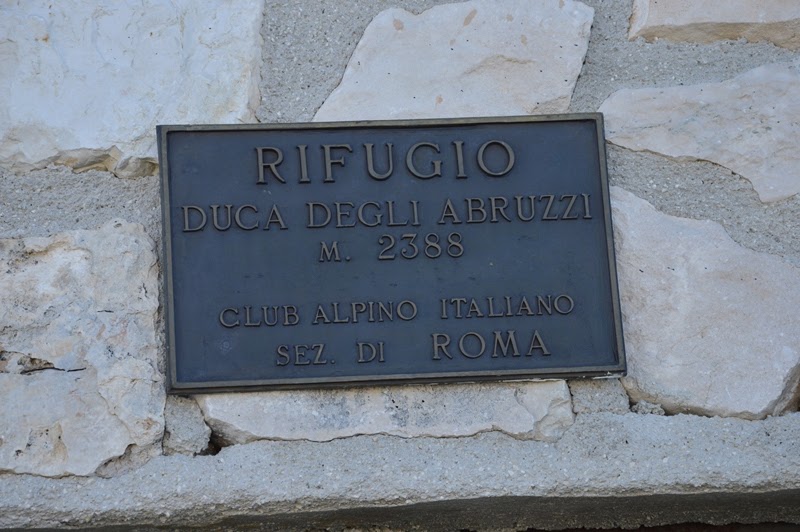 RIFUGIO
DUCA DEGLI ABRUZZI
M. 2388
CLUB ALPINO ITALIANO
SEZ. DI ROMA